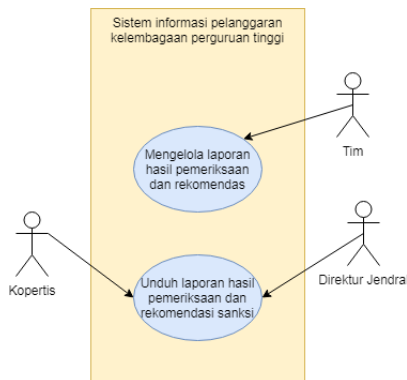 Sistem informasi pelanggaran
kelembagaan perguruan tinggi
Mengelola laporan
hasil pemeriksaan
dan rekomendas
Tim
Unduh laporan hasil
pemeriksaan dan
rekomendasi sanksi
Kopertis
Direktur Jendral